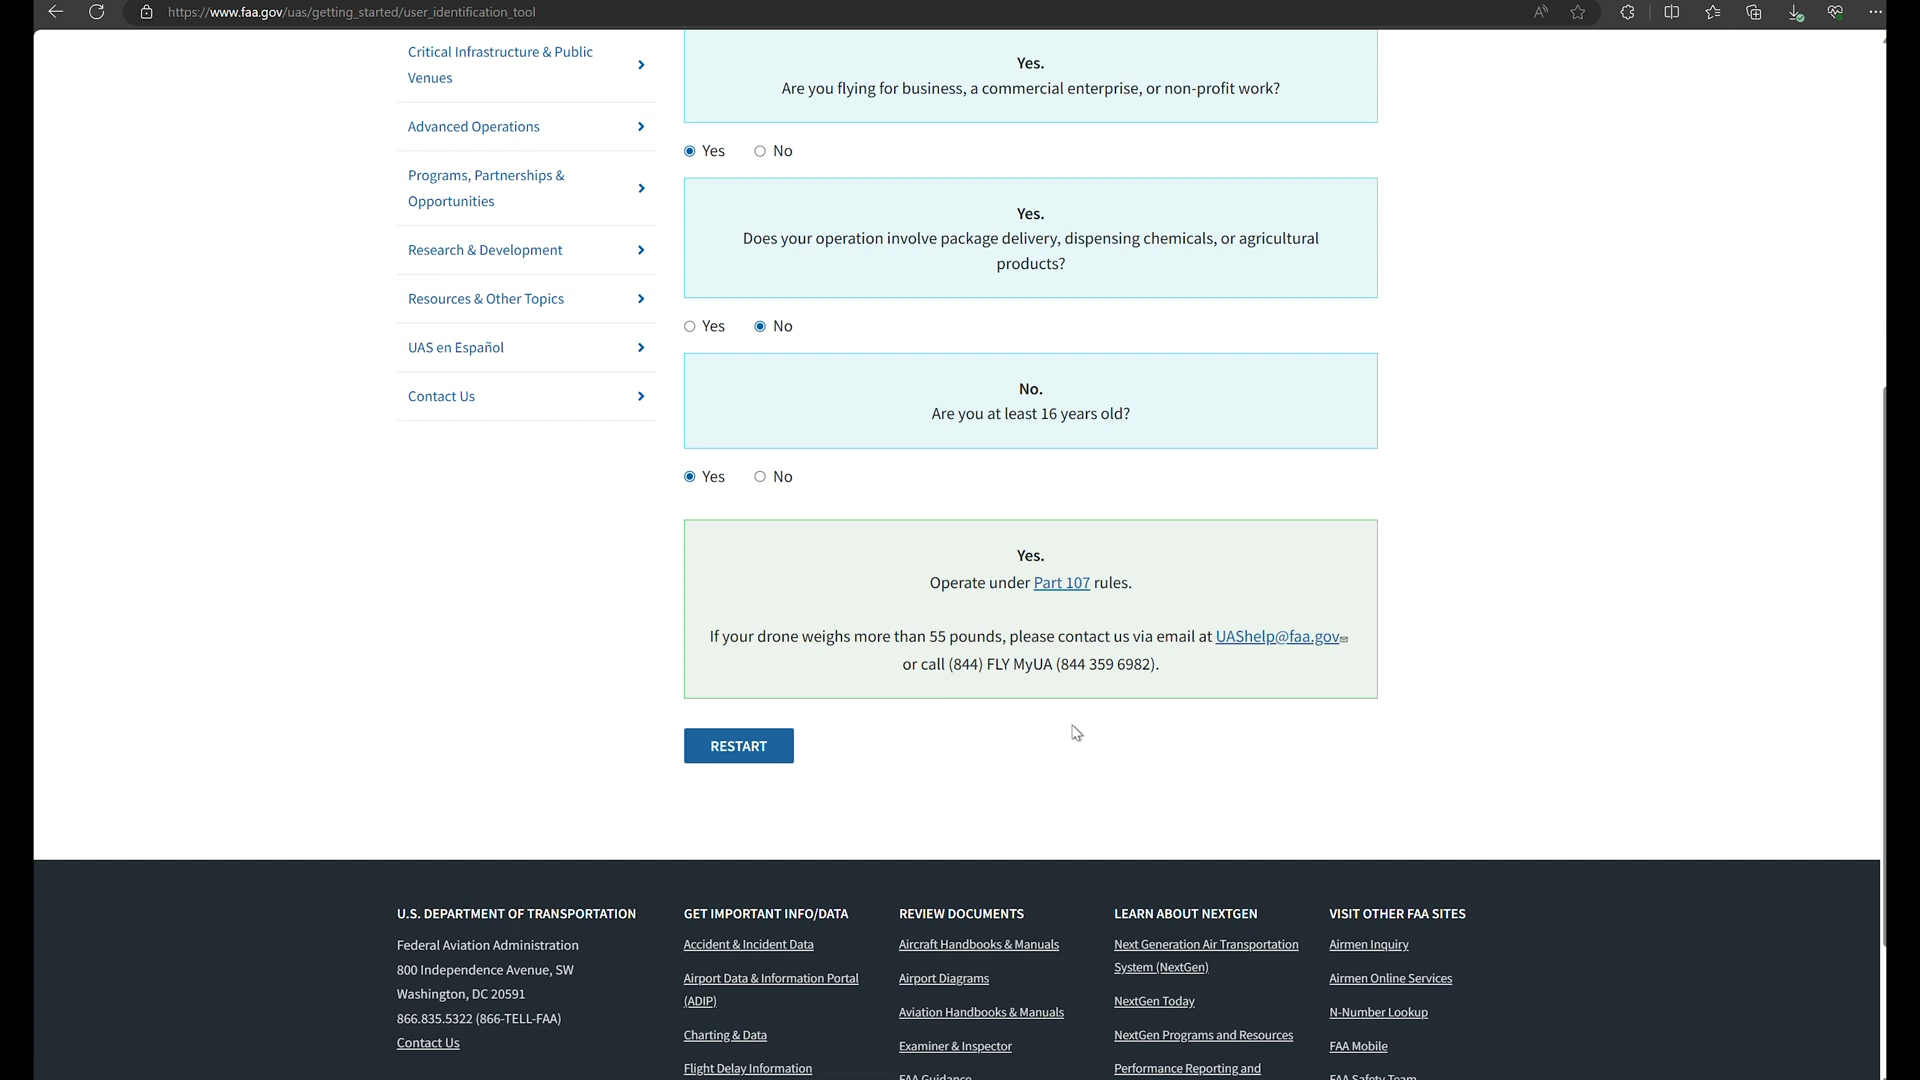 https://www.faa.gov/uas/getting_started/user_identification_tool
Critical Infrastructure & Public
Venues
Advanced Operations
Programs, Partnerships &
Opportunities
Research & Development
Resources & Other Topics
UAS en Español
Contact Us
Yes.
Are you flying for business, a commercial enterprise, or non-profit work?
Yes No
Yes.
Does your operation involve package delivery, dispensing chemicals, or agricultural
products?
Yes No
No.
Are you at least 16 years old?
Yes No
Yes.
Operate under Part 107 rules.
If your drone weighs more than 55 pounds, please contact us via email at UAShelp@faa.gov
or call (844) FLY MyUA (844 359 6982).
RESTART
U.S. DEPARTMENT OF TRANSPORTATION
Federal Aviation Administration
800 Independence Avenue, SW
Washington, DC 20591
866.835.5322 (866-TELL-FAA)
Contact Us
GET IMPORTANT INFO/DATA
Accident & Incident Data
Airport Data & Information Portal
(ADIP)
Charting & Data
Flight Delay Information
REVIEW DOCUMENTS
Aircraft Handbooks & Manuals
Airport Diagrams
Aviation Handbooks & Manuals
Examiner & Inspector
FAA Guidance
LEARN ABOUT NEXTGEN
Next Generation Air Transportation
System (NextGen)
NextGen Today
NextGen Programs and Resources
Performance Reporting and
VISIT OTHER FAA SITES
Airmen Inquiry
Airmen Online Services
N-Number Lookup
FAA Mobile
FAA Safety Team